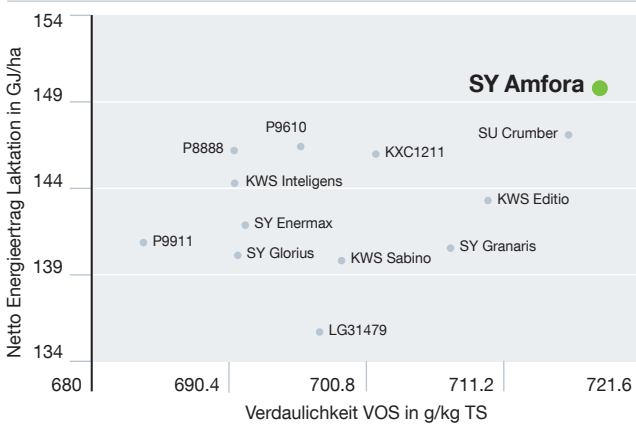 154
149
144
139
134
Netto Energieertrag Laktation in GJ/ha
SY Amfora
P9610
SU Crumber
P8888
KXC1211
KWS Inteligens
KWS Editio
SY Enermax
P9911
SY Glorius
KWS Sabino
SY Granaris
LG31479
680
690.4
700.8
711.2
721.6
Verdaulichkeit VOS in g/kg TS